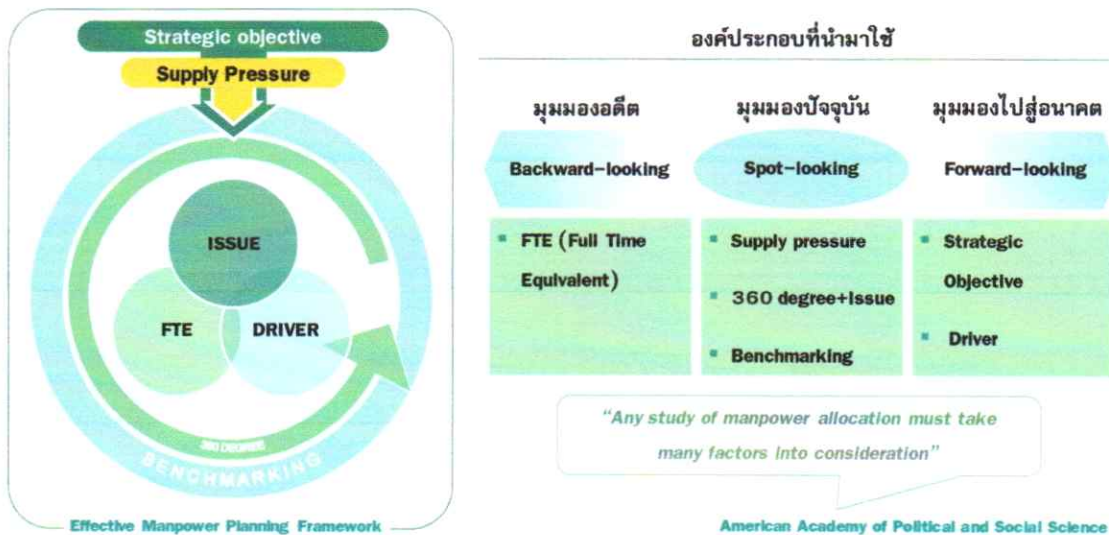 Strategic objective
Supply Pressure
ISSUE
FTE
DRIVER
360 DEGREE
BENCHMARKING
Effective Manpower Planning Framework
องค์ประกอบที่นำมาใช้
มุมมองอดีต
มุมมองปัจจุบัน
มุมมองไปสู่อนาคต
Backward-looking
Spot-looking
Forward-looking
▪ FTE (Full Time
Equivalent)
▪ Supply pressure
▪ 360 degree+Issue
▪ Benchmarking
▪ Strategic
Objective
▪ Driver
“Any study of manpower allocation must take
many factors into consideration”
American Academy of Political and Social Science